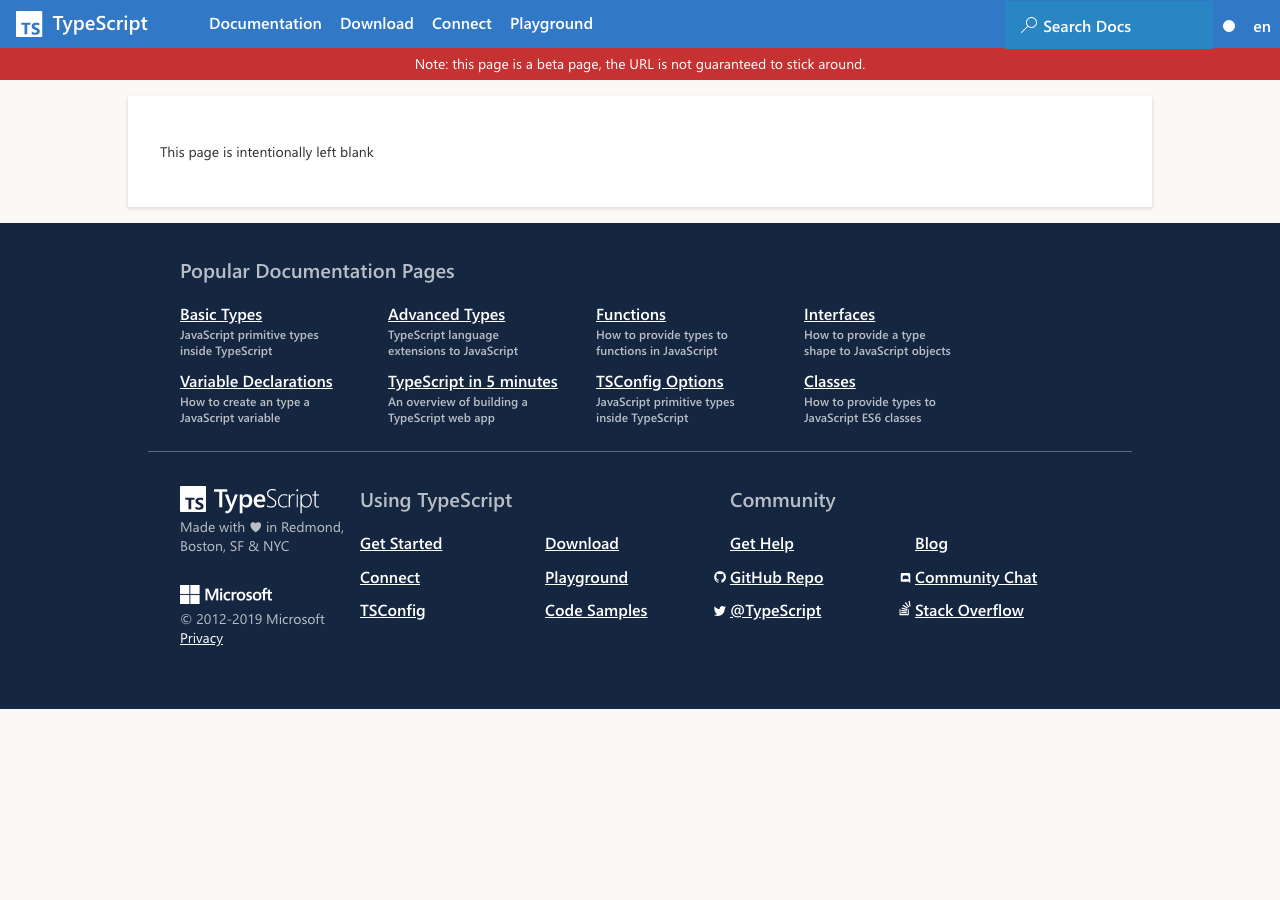 TS TypeScript Documentation Download Connect Playground Search Docs en
Note: this page is a beta page, the URL is not guaranteed to stick around.
This page is intentionally left blank
Popular Documentation Pages
Basic Types
JavaScript primitive types
inside TypeScript
Advanced Types
TypeScript language
extensions to JavaScript
Functions
How to provide types to
functions in JavaScript
Interfaces
How to provide a type
shape to JavaScript objects
Variable Declarations
How to create an type a
JavaScript variable
TypeScript in 5 minutes
An overview of building a
TypeScript web app
TSConfig Options
JavaScript primitive types
inside TypeScript
Classes
How to provide types to
JavaScript ES6 classes
TS TypeScript
Made with ♥ in Redmond,
Boston, SF & NYC
Microsoft
© 2012-2019 Microsoft
Privacy
Using TypeScript
Get Started
Download
Connect
Playground
TSConfig
Code Samples
Community
Get Help
Blog
GitHub Repo
Community Chat
@TypeScript
Stack Overflow